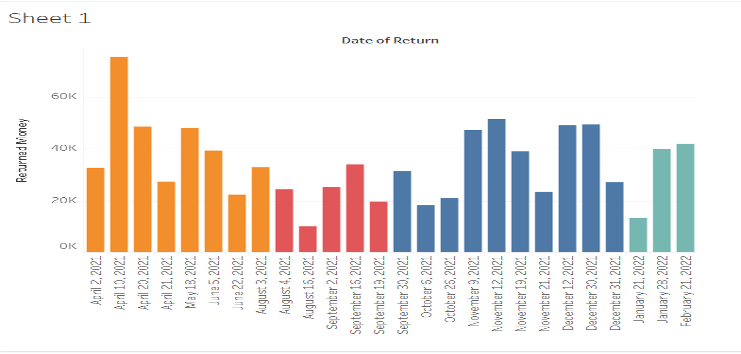 Sheet 1
Date of Return
Returned Money
60K
40K
20K
0K
April 2, 2021
April 10, 2021
April 20, 2021
April 21, 2021
May 18, 2021
June 5, 2021
June 22, 2021
August 3, 2021
August 4, 2021
August 16, 2021
September 2, 2021
September 16, 2021
September 19, 2021
September 30, 2021
October 6, 2021
October 26, 2021
November 9, 2021
November 12, 2021
November 19, 2021
November 21, 2021
December 12, 2021
December 30, 2021
December 31, 2021
January 21, 2022
January 28, 2022
February 21, 2022